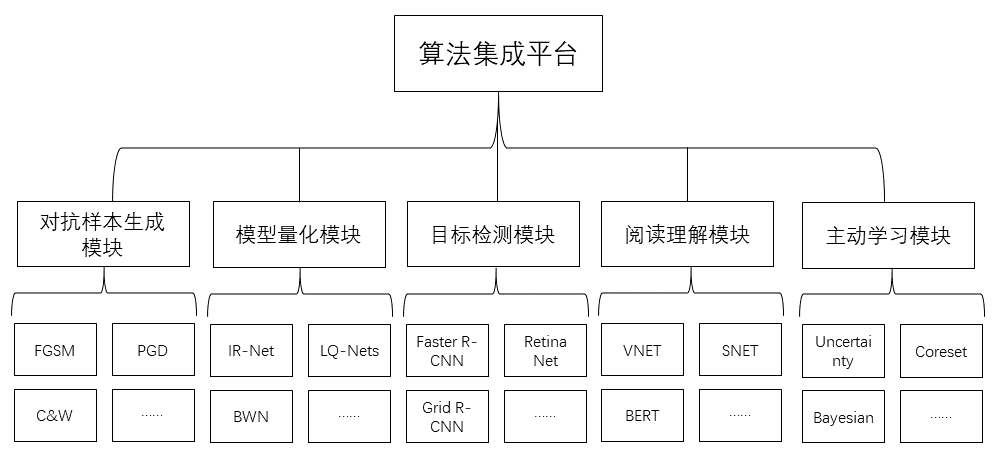 算法集成平台
对抗样本生成
模块
模型量化模块
目标检测模块
阅读理解模块
主动学习模块
FGSM
PGD
IR-Net
LQ-Nets
Faster R-
CNN
Retina
Net
VNET
SNET
Uncertai
nty
Coreset
C&W
......
BWN
......
Grid R-
CNN
......
BERT
......
Bayesian
......